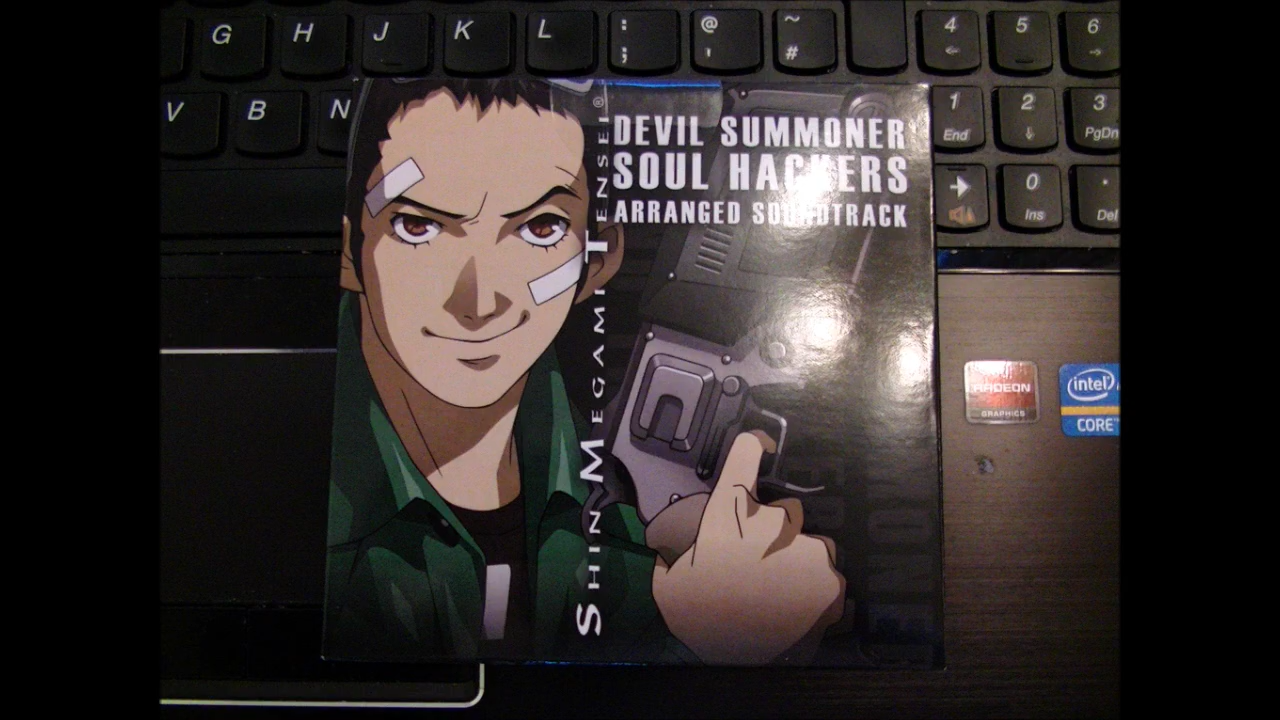 G H J K L : ; @ ' ~ # 4 5 6
V B N 1 End 2 3 PgDn
0 Ins . Del
DEVIL SUMMONER
SOUL HACKERS
ARRANGED SOUNDTRACK
SHIN MEGAMI TENSEI®
RADEON
GRAPHICS
intel
CORE™